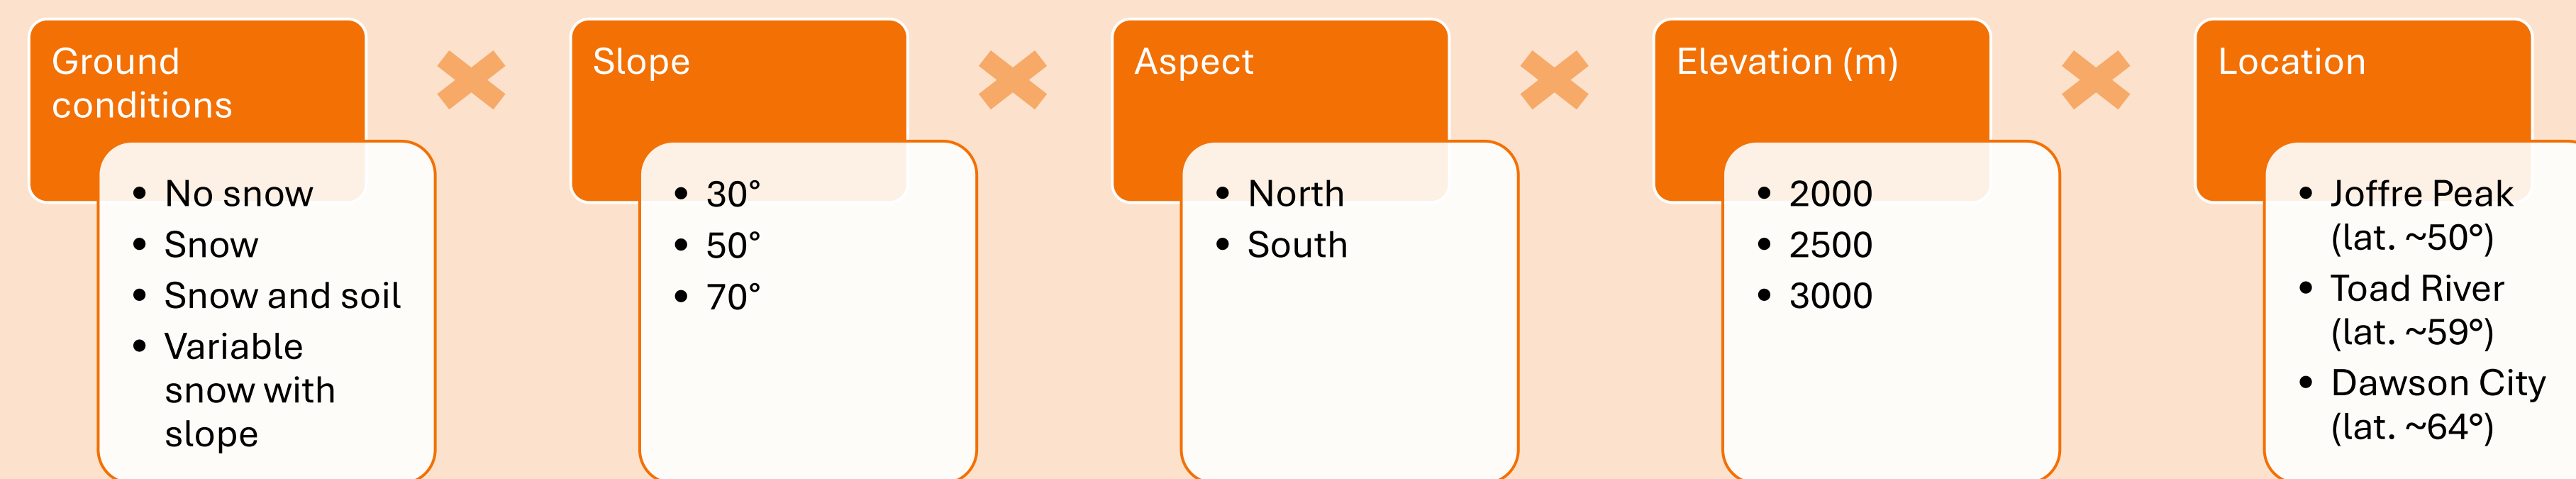 Ground
conditions
• No snow
• Snow
• Snow and soil
• Variable
snow with
slope
Slope
• 30°
• 50°
• 70°
Aspect
• North
• South
Elevation (m)
• 2000
• 2500
• 3000
Location
• Joffre Peak
(lat. ~50°)
• Toad River
(lat. ~59°)
• Dawson City
(lat. ~64°)